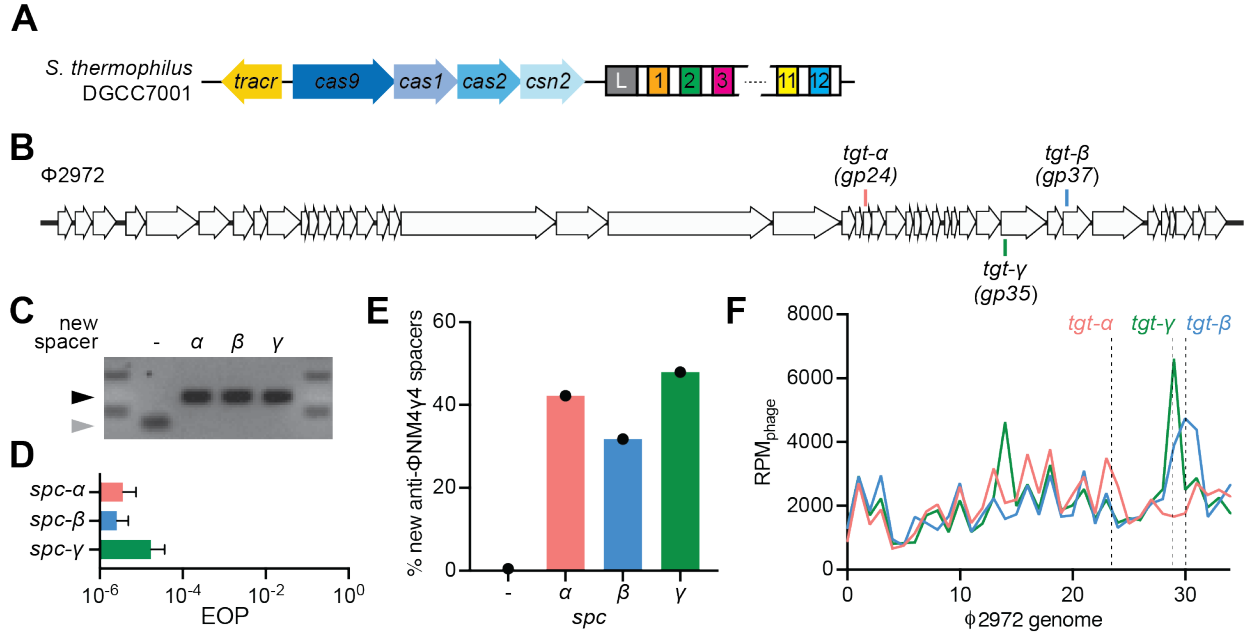 A
S. thermophilus
DGCC7001
tracr cas9 cas1 cas2 csn2 L 1 2 3 11 12
B
Φ2972
tgt-α
(gp24)
tgt-β
(gp37)
tgt-γ
(gp35)
C
new
spacer
- α β γ
D
spc-α
spc-β
spc-γ
10-6 10-4 10-2 100
EOP
E
% new anti-ΦNM4γ4 spacers
60
40
20
0
- α β γ
spc
F
RPMphage
8000
6000
4000
2000
0
tgt-α tgt-γ tgt-β
0 10 20 30
ϕ2972 genome